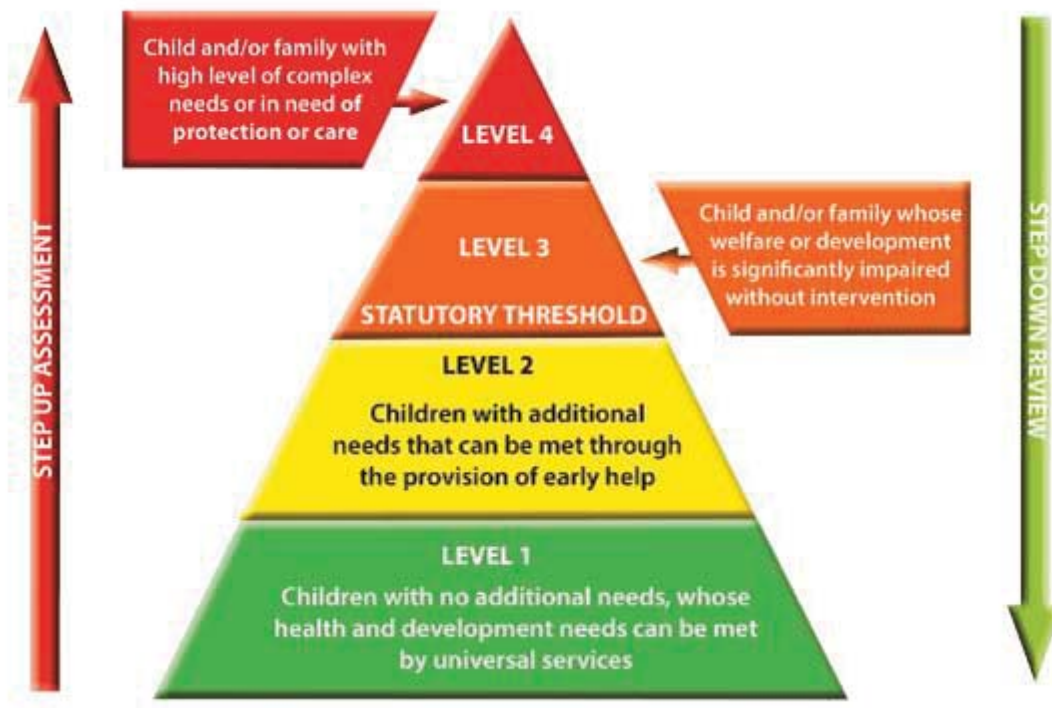 STEP UP ASSESSMENT
Child and/or family with
high level of complex
needs or in need of
protection or care
LEVEL 4
LEVEL 3
STATUTORY THRESHOLD
Child and/or family whose
welfare or development
is significantly impaired
without intervention
LEVEL 2
Children with additional
needs that can be met through
the provision of early help
LEVEL 1
Children with no additional needs, whose
health and development needs can be met
by universal services
STEP DOWN REVIEW